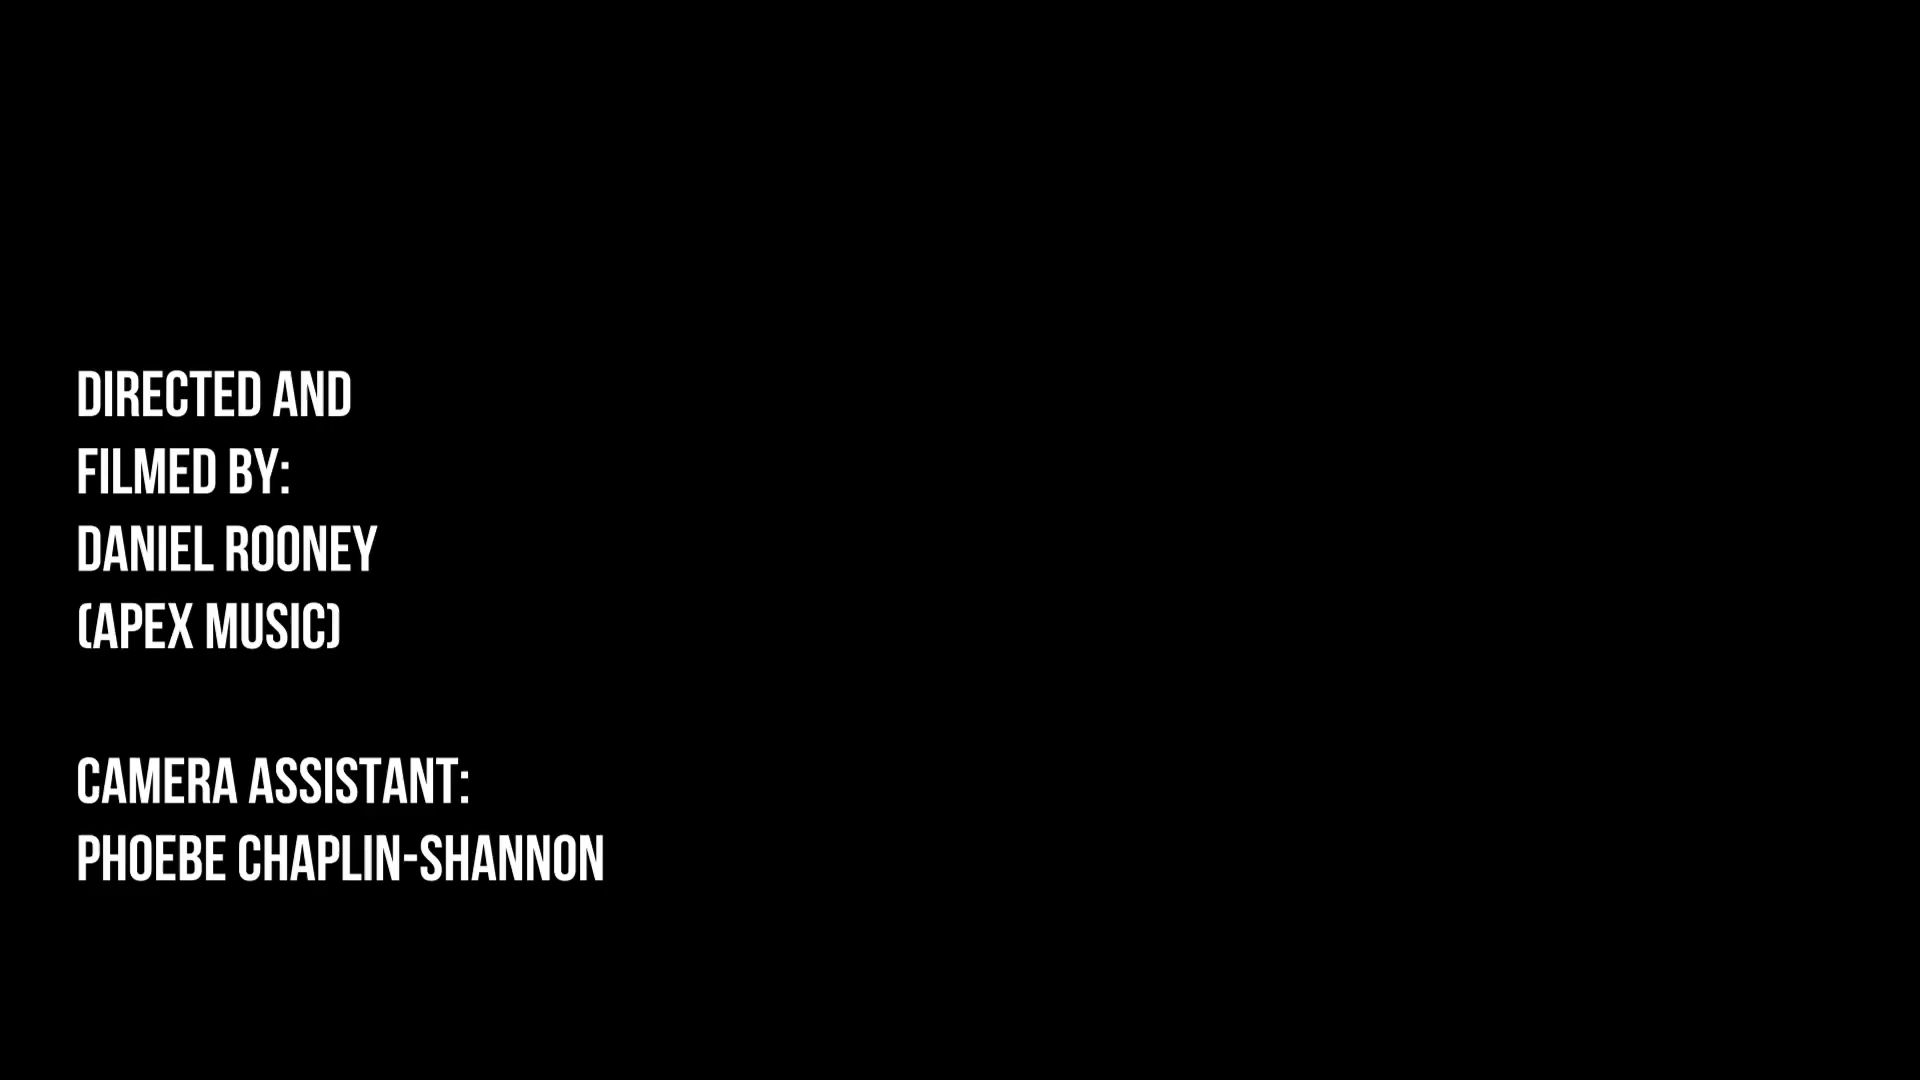 DIRECTED AND
FILMED BY:
DANIEL ROONEY
(APEX MUSIC)
CAMERA ASSISTANT:
PHOEBE CHAPLIN-SHANNON